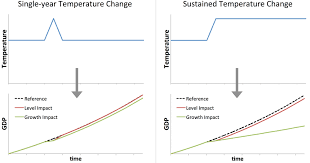 Single-year Temperature Change
Sustained Temperature Change
Temperature
Temperature
Reference
Level Impact
Growth Impact
Reference
Level Impact
Growth Impact
GDP
GDP
time
time